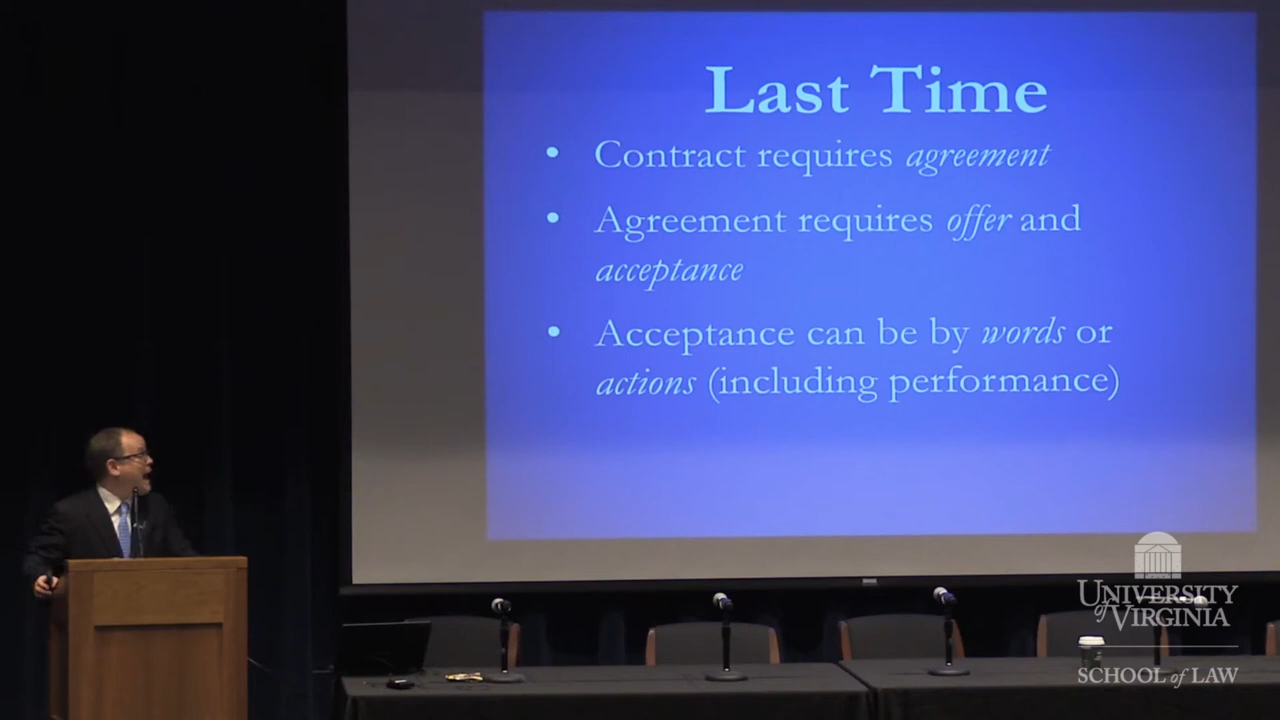 Last Time
• Contract requires agreement
• Agreement requires offer and
acceptance
• Acceptance can be by words or
actions (including performance)
UNIVERSITY
of VIRGINIA
SCHOOL of LAW